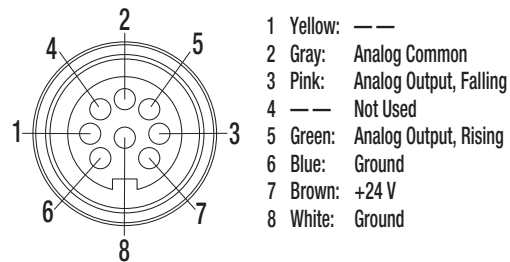 2
4
5
1
3
6
7
8
1 Yellow: — —
2 Gray: Analog Common
3 Pink: Analog Output, Falling
4 — — Not Used
5 Green: Analog Output, Rising
6 Blue: Ground
7 Brown: +24 V
8 White: Ground